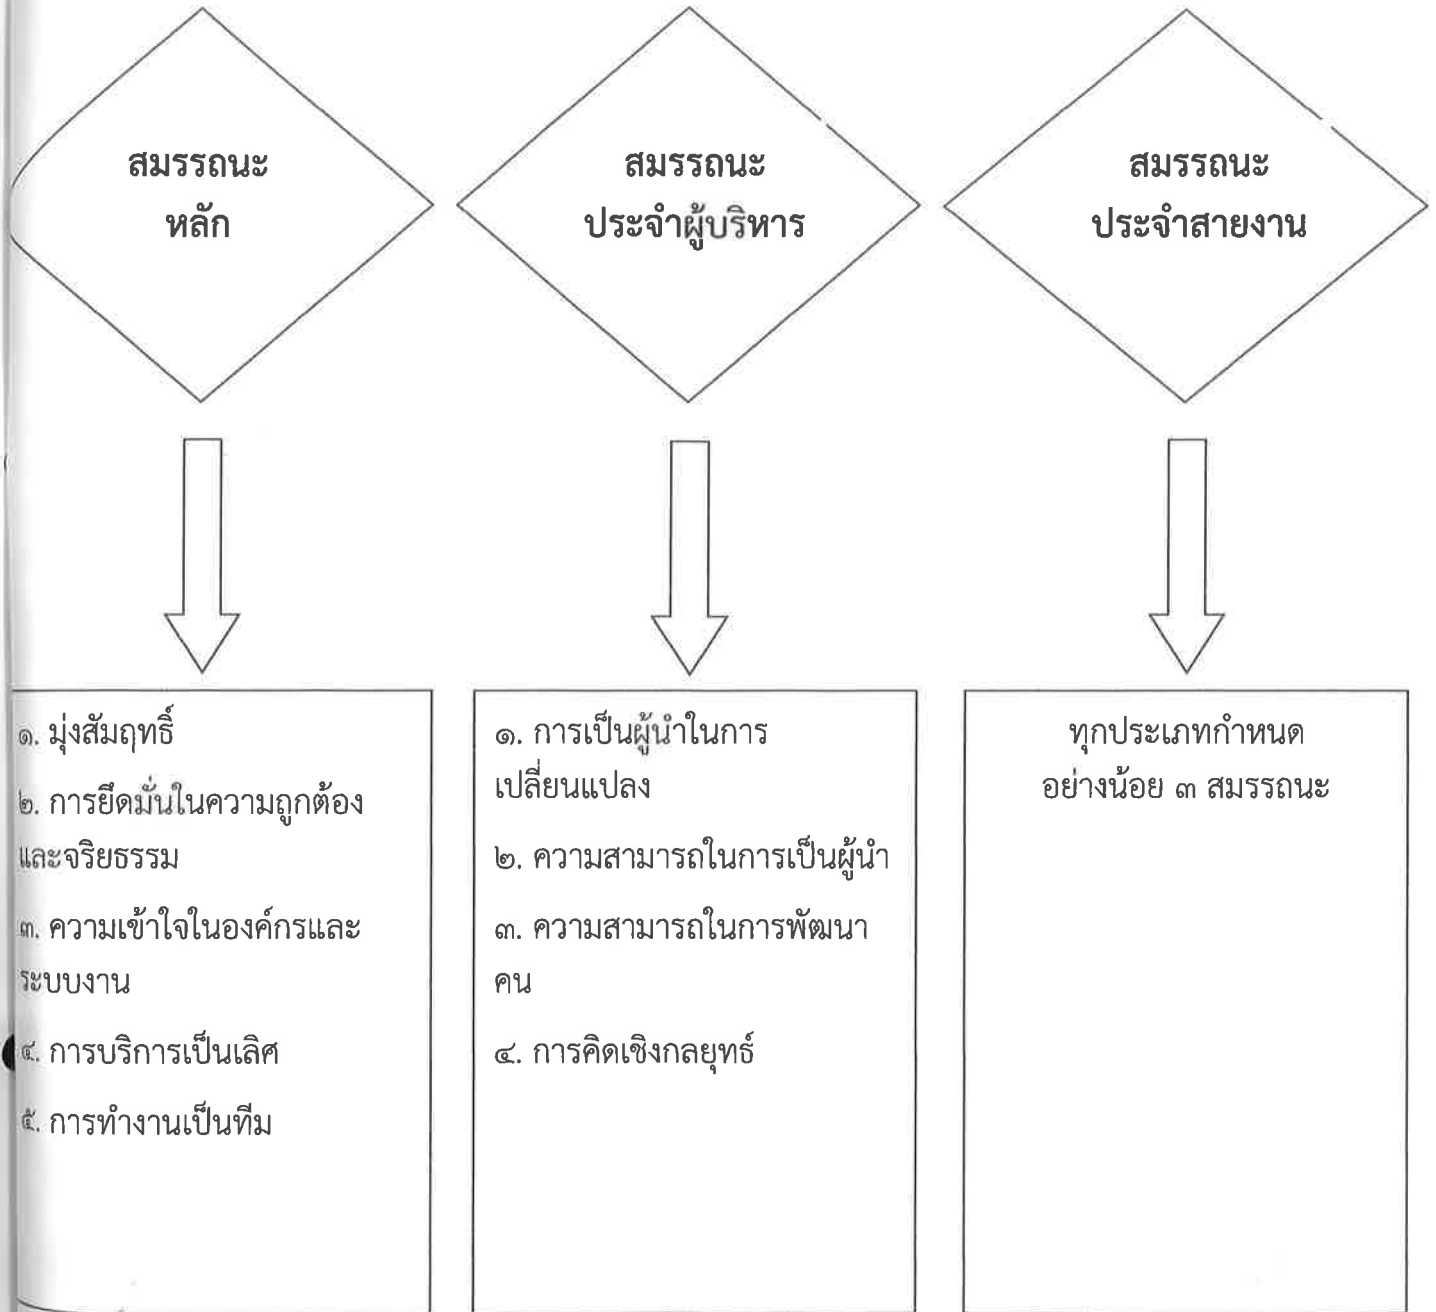 สมรรถนะ
หลัก
สมรรถนะ
ประจำผู้บริหาร
สมรรถนะ
ประจำสายงาน
๑. มุ่งสัมฤทธิ์
๒. การยึดมั่นในความถูกต้อง
และจริยธรรม
๓. ความเข้าใจในองค์กรและ
ระบบงาน
๔. การบริการเป็นเลิศ
๕. การทำงานเป็นทีม
๑. การเป็นผู้นำในการ
เปลี่ยนแปลง
๒. ความสามารถในการเป็นผู้นำ
๓. ความสามารถในการพัฒนา
คน
๔. การคิดเชิงกลยุทธ์
ทุกประเภทกำหนด
อย่างน้อย ๓ สมรรถนะ